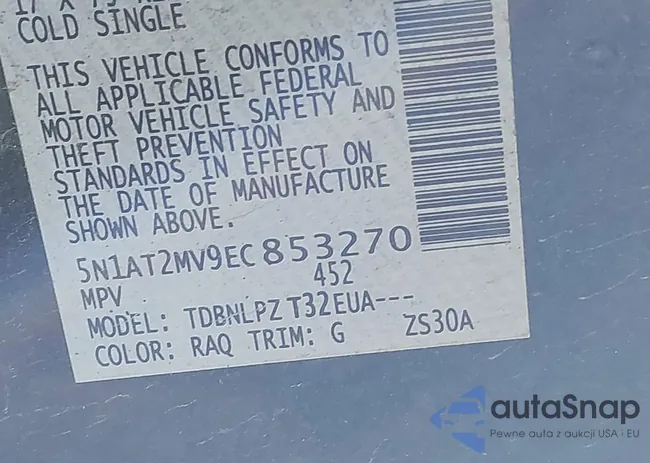 COLD SINGLE
THIS VEHICLE CONFORMS TO
ALL APPLICABLE FEDERAL
MOTOR VEHICLE SAFETY AND
THEFT PREVENTION
STANDARDS IN EFFECT ON
THE DATE OF MANUFACTURE
SHOWN ABOVE.
5N1AT2MV9EC853270
MPV 452
MODEL: TDBNLPZ T32EUA---
COLOR: RAQ TRIM: G ZS30A
autaSnap
Pewne auta z aukcji USA i EU